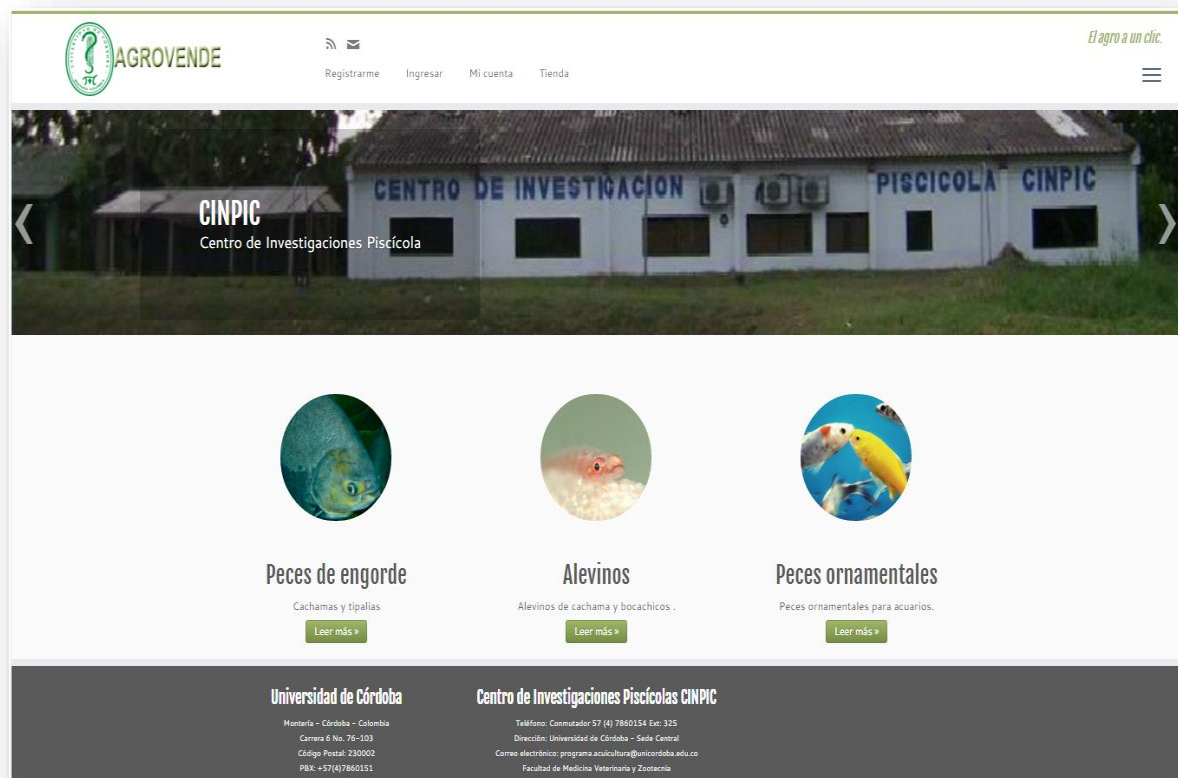 AGROVENDE
El agro a un clic.
Registrarme Ingresar Mi cuenta Tienda
CENTRO DE INVESTIGACION PISCICOLA CINPIC
CINPIC
Centro de Investigaciones Piscícola
Peces de engorde
Cachamas y tipalias
Leer más »
Alevinos
Alevinos de cachama y bocachicos .
Leer más »
Peces ornamentales
Peces ornamentales para acuarios.
Leer más »
Universidad de Córdoba
Montería – Córdoba – Colombia
Carrera 6 No. 76-103
Código Postal: 230002
PBX: +57(4)7860151
Centro de Investigaciones Piscícolas CINPIC
Teléfono: Conmutador 57 (4) 7860154 Ext: 325
Dirección: Universidad de Córdoba – Sede Central
Correo electrónico: programa.acuicultura@unicordoba.edu.co
Facultad de Medicina Veterinaria y Zootecnia